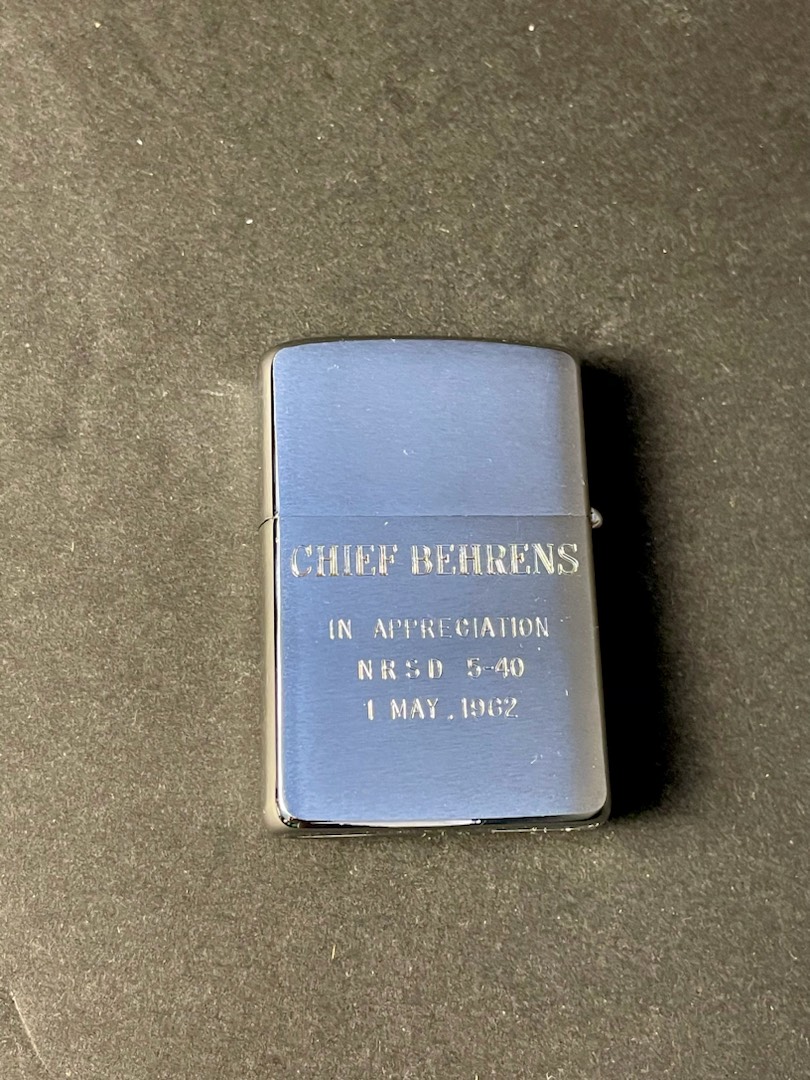 CHIEF BEHRENS
IN APPRECIATION
NRSD 5-40
1 MAY, 1962